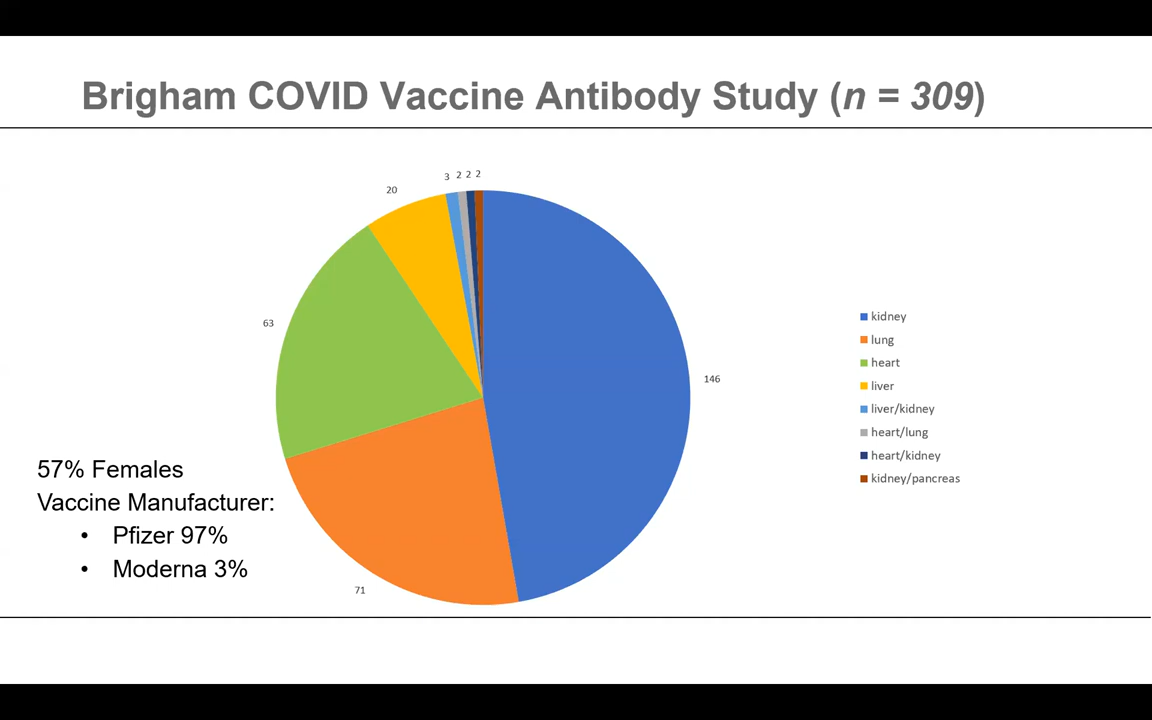 Brigham COVID Vaccine Antibody Study (n = 309)
3 2 2 2
20
63
146
71
kidney
lung
heart
liver
liver/kidney
heart/lung
heart/kidney
kidney/pancreas
57% Females
Vaccine Manufacturer:
• Pfizer 97%
• Moderna 3%